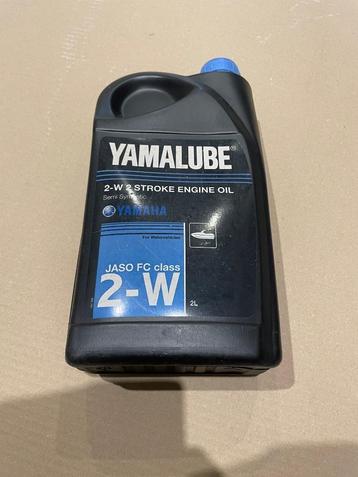 YAMALUBE®
2-W 2 STROKE ENGINE OIL
Semi Synthetic
YAMAHA
For Watervehicles
JASO FC class
2-W
2L